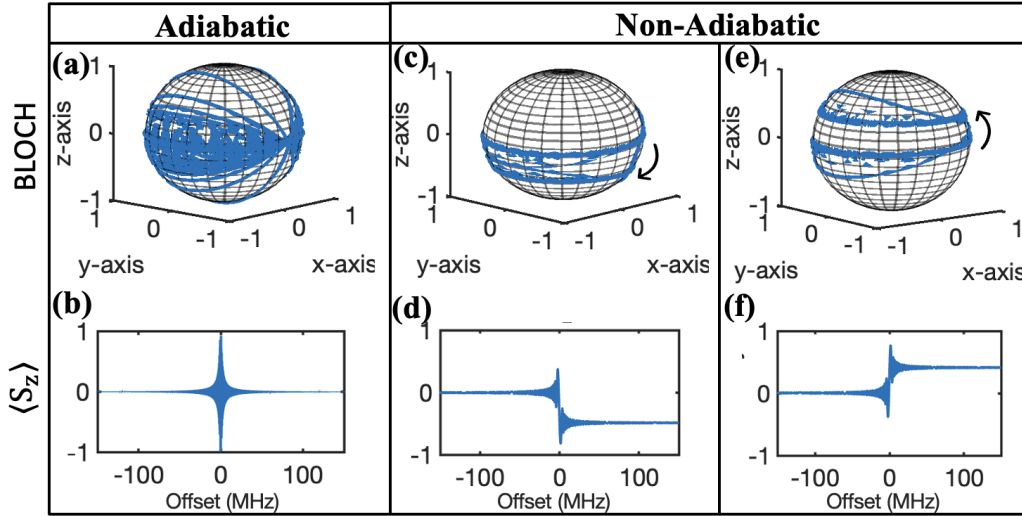 Adiabatic
Non-Adiabatic
BLOCH
(a)
z-axis
1
0
-1
1
0
-1
-1
0
1
y-axis
x-axis
(c)
z-axis
1
0
-1
1
0
-1
-1
0
1
y-axis
x-axis
(e)
z-axis
1
0
-1
1
0
-1
-1
0
1
y-axis
x-axis
⟨Sz⟩
(b)
1
0
-1
-100
0
100
Offset (MHz)
(d)
1
0
-1
-100
0
100
Offset (MHz)
(f)
1
0
-1
-100
0
100
Offset (MHz)